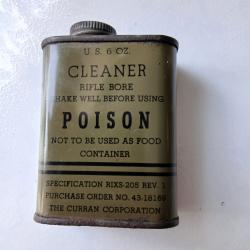 U.S. 6 OZ.
CLEANER
RIFLE BORE
SHAKE WELL BEFORE USING
POISON
NOT TO BE USED AS FOOD
CONTAINER
SPECIFICATION RIXS-205 REV. 1
PURCHASE ORDER NO. 43-18169
THE CURRAN CORPORATION